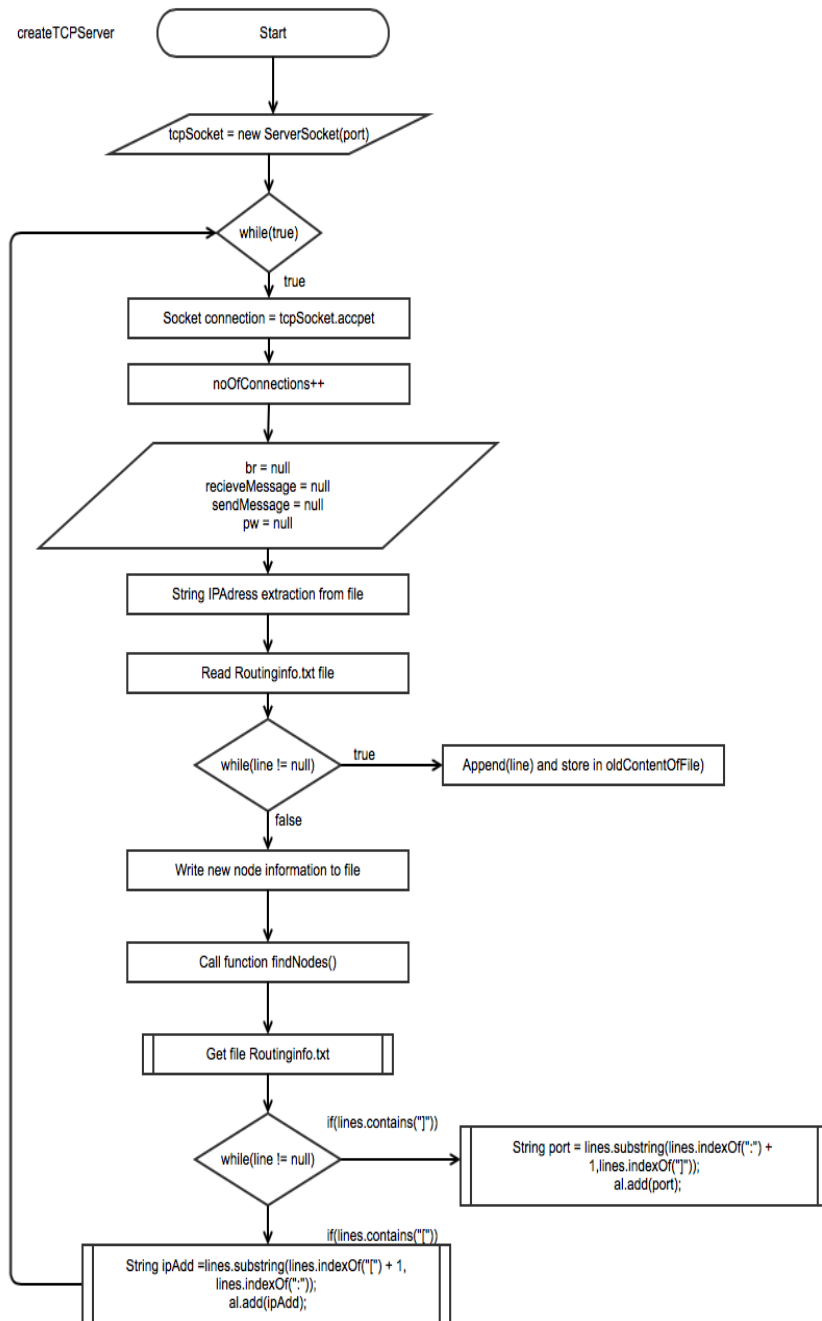 createTCPServer
Start
tcpSocket = new ServerSocket(port)
while(true)
true
Socket connection = tcpSocket.accpet
noOfConnections++
br = null
recieveMessage = null
sendMessage = null
pw = null
String IPAdress extraction from file
Read Routinginfo.txt file
while(line != null)
true
Append(line) and store in oldContentOfFile)
false
Write new node information to file
Call function findNodes()
Get file Routinginfo.txt
if(lines.contains("]"))
while(line != null)
String port = lines.substring(lines.indexOf(":") +
1,lines.indexOf("]"));
al.add(port);
if(lines.contains("["))
String ipAdd =lines.substring(lines.indexOf("[") + 1,
lines.indexOf(":"));
al.add(ipAdd);